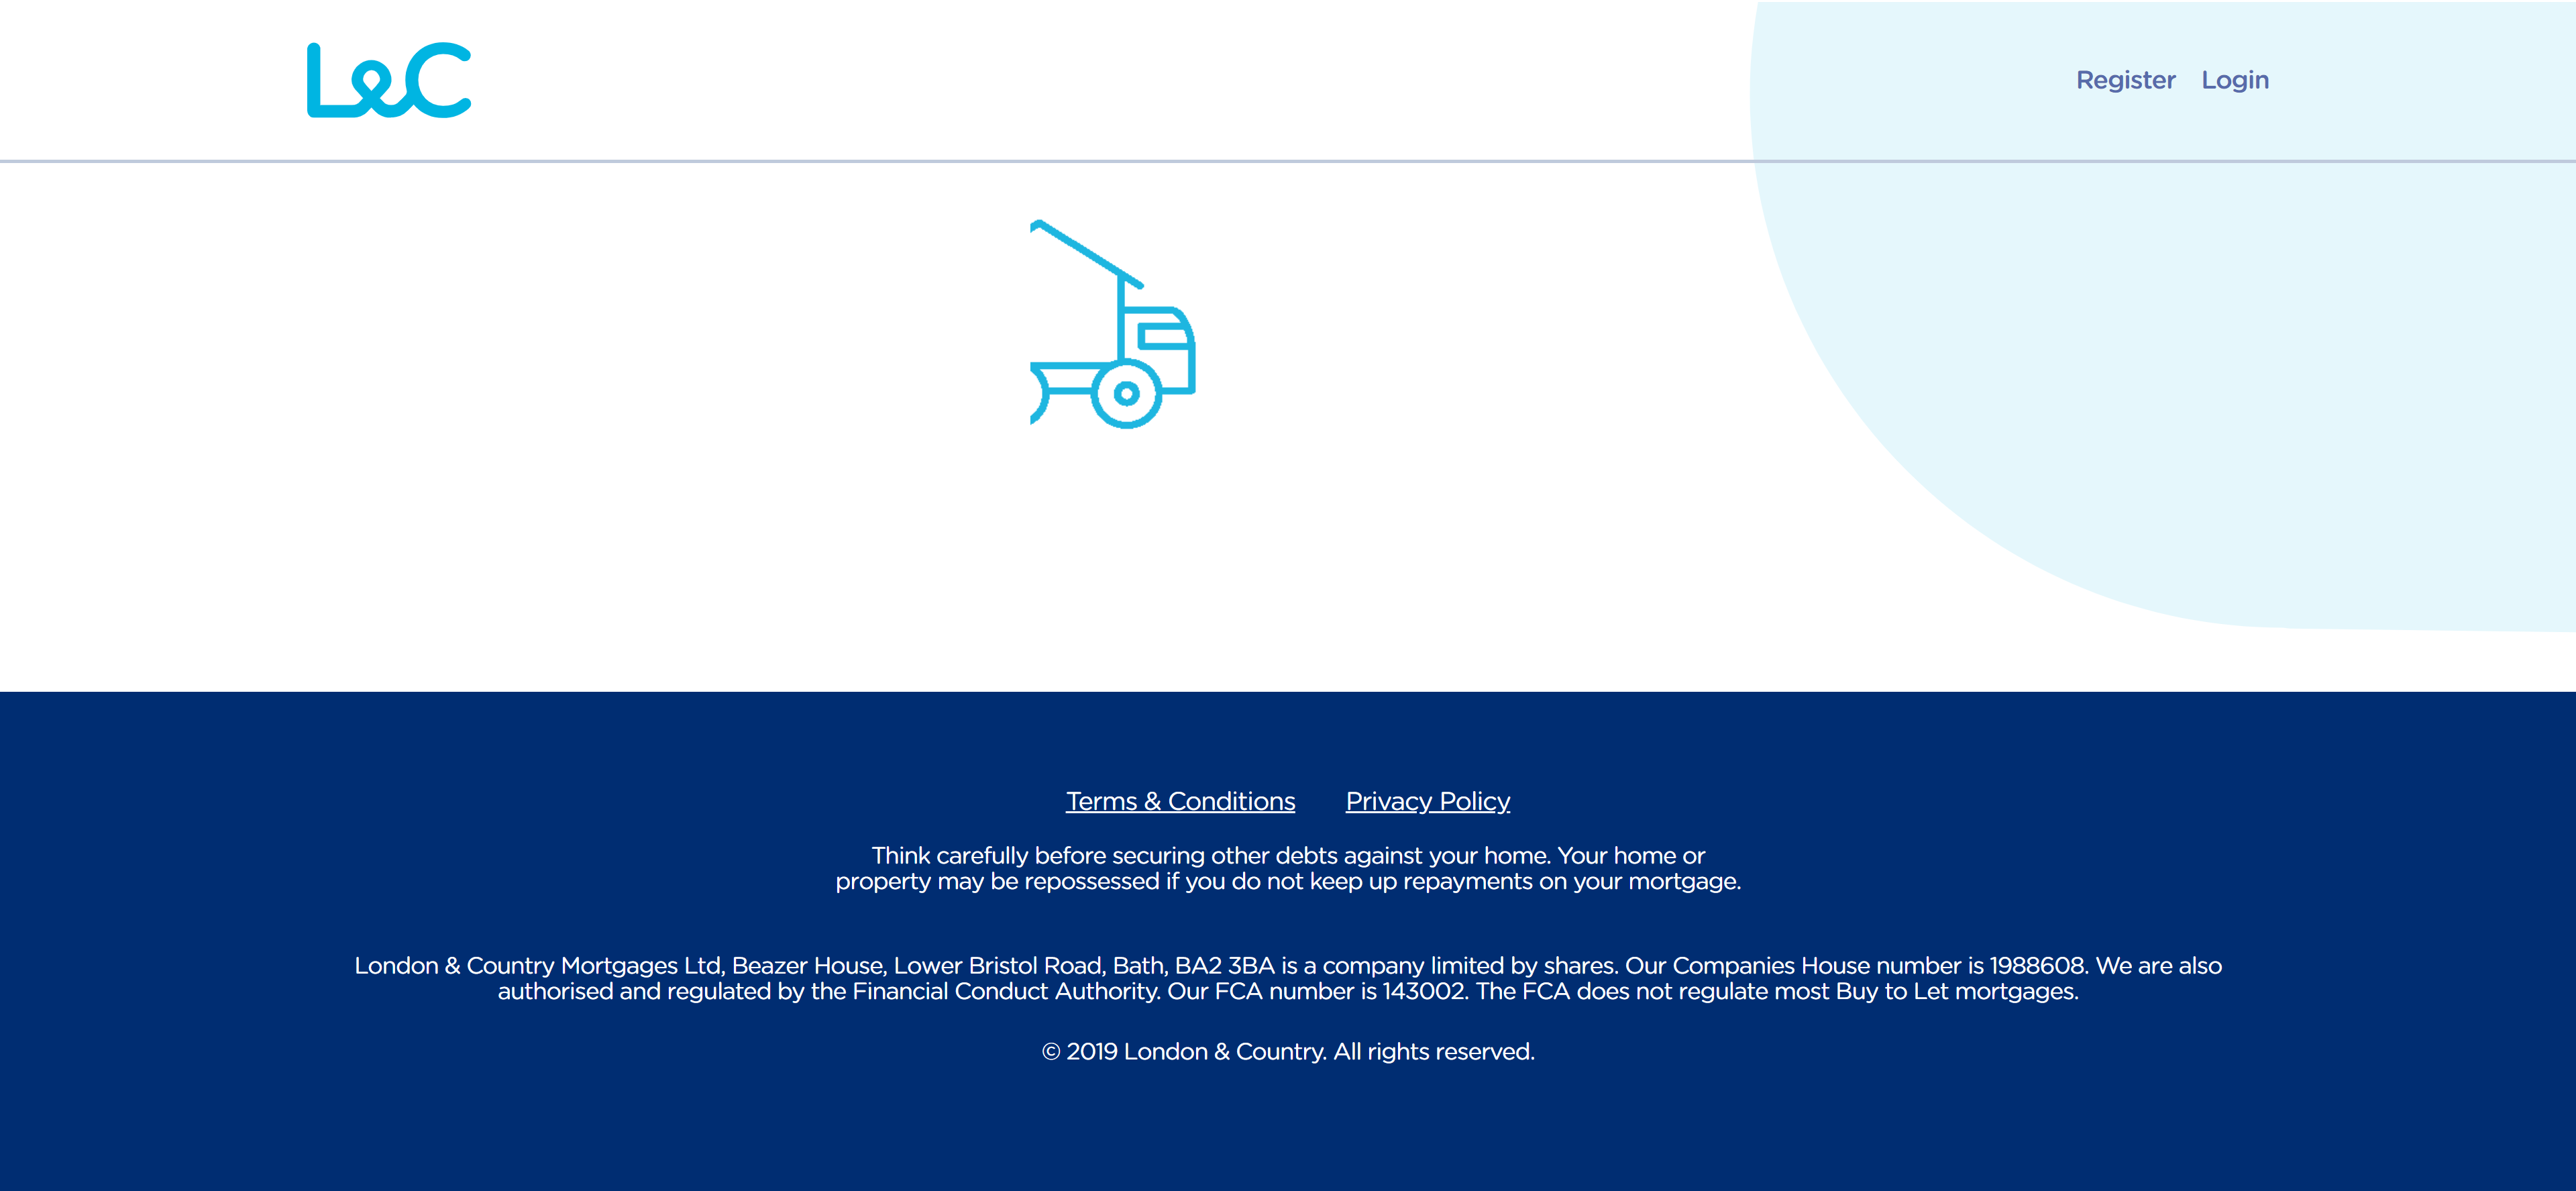 L&C
Register Login
Terms & Conditions Privacy Policy
Think carefully before securing other debts against your home. Your home or
property may be repossessed if you do not keep up repayments on your mortgage.
London & Country Mortgages Ltd, Beazer House, Lower Bristol Road, Bath, BA2 3BA is a company limited by shares. Our Companies House number is 1988608. We are also
authorised and regulated by the Financial Conduct Authority. Our FCA number is 143002. The FCA does not regulate most Buy to Let mortgages.
© 2019 London & Country. All rights reserved.